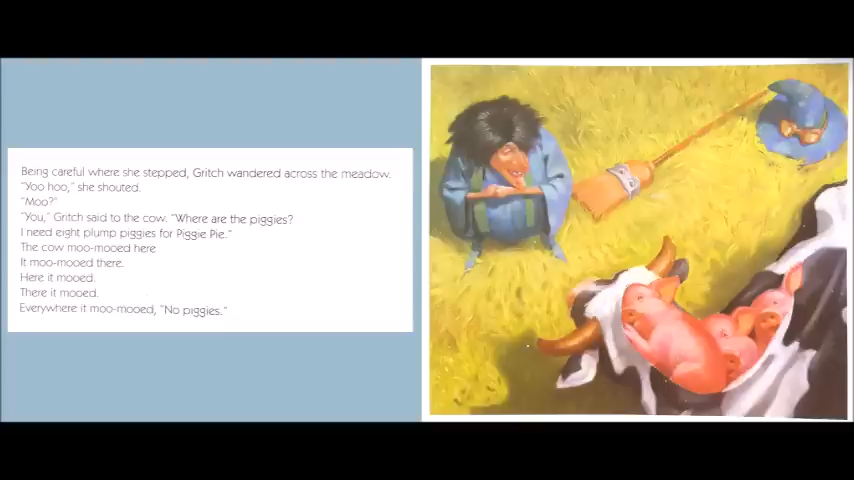 Being careful where she stepped, Gritch wandered across the meadow.
"Yoo hoo," she shouted.
"Moo?"
"You," Gritch said to the cow. "Where are the piggies?
I need eight plump piggies for Piggie Pie."
The cow moo-mooed here
It moo-mooed there.
Here it mooed.
There it mooed.
Everywhere it moo-mooed, "No piggies."